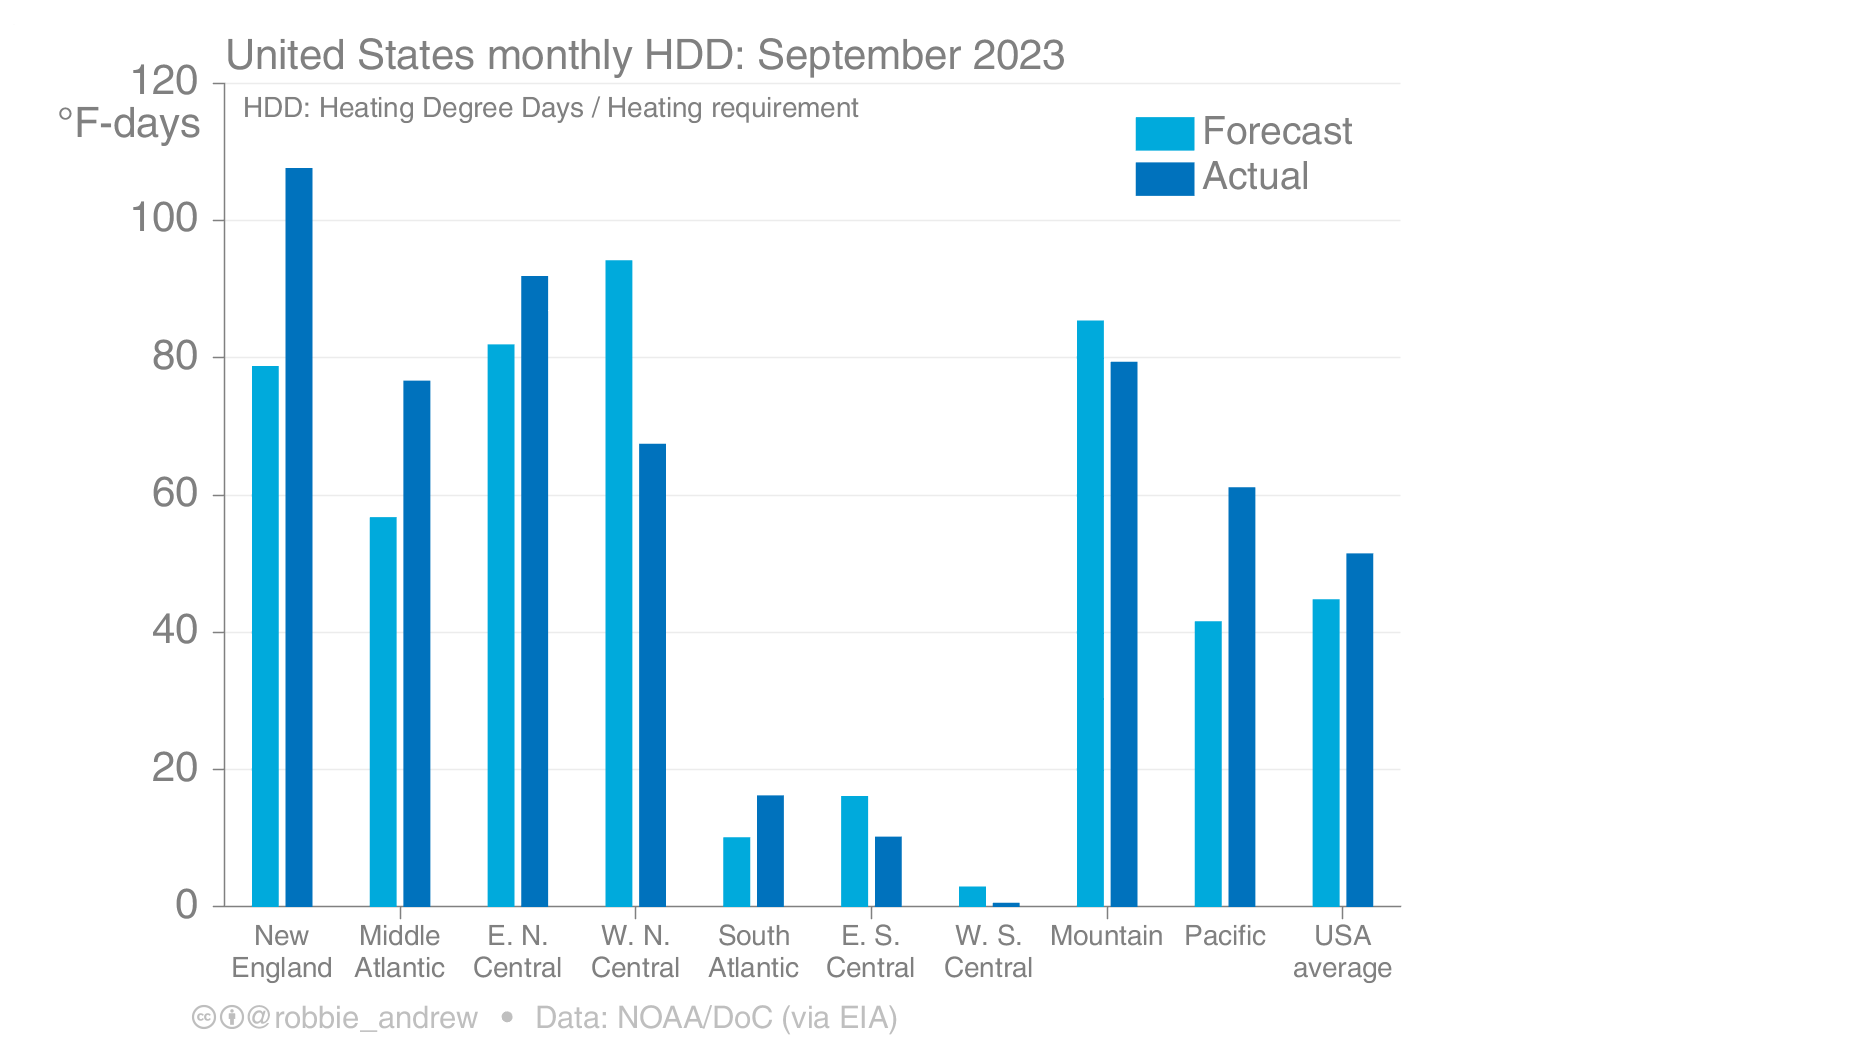 United States monthly HDD: September 2023
120
°F-days
HDD: Heating Degree Days / Heating requirement
Forecast
Actual
100
80
60
40
20
0
New England
Middle Atlantic
E. N. Central
W. N. Central
South Atlantic
E. S. Central
W. S. Central
Mountain
Pacific
USA average
cc @robbie_andrew • Data: NOAA/DoC (via EIA)